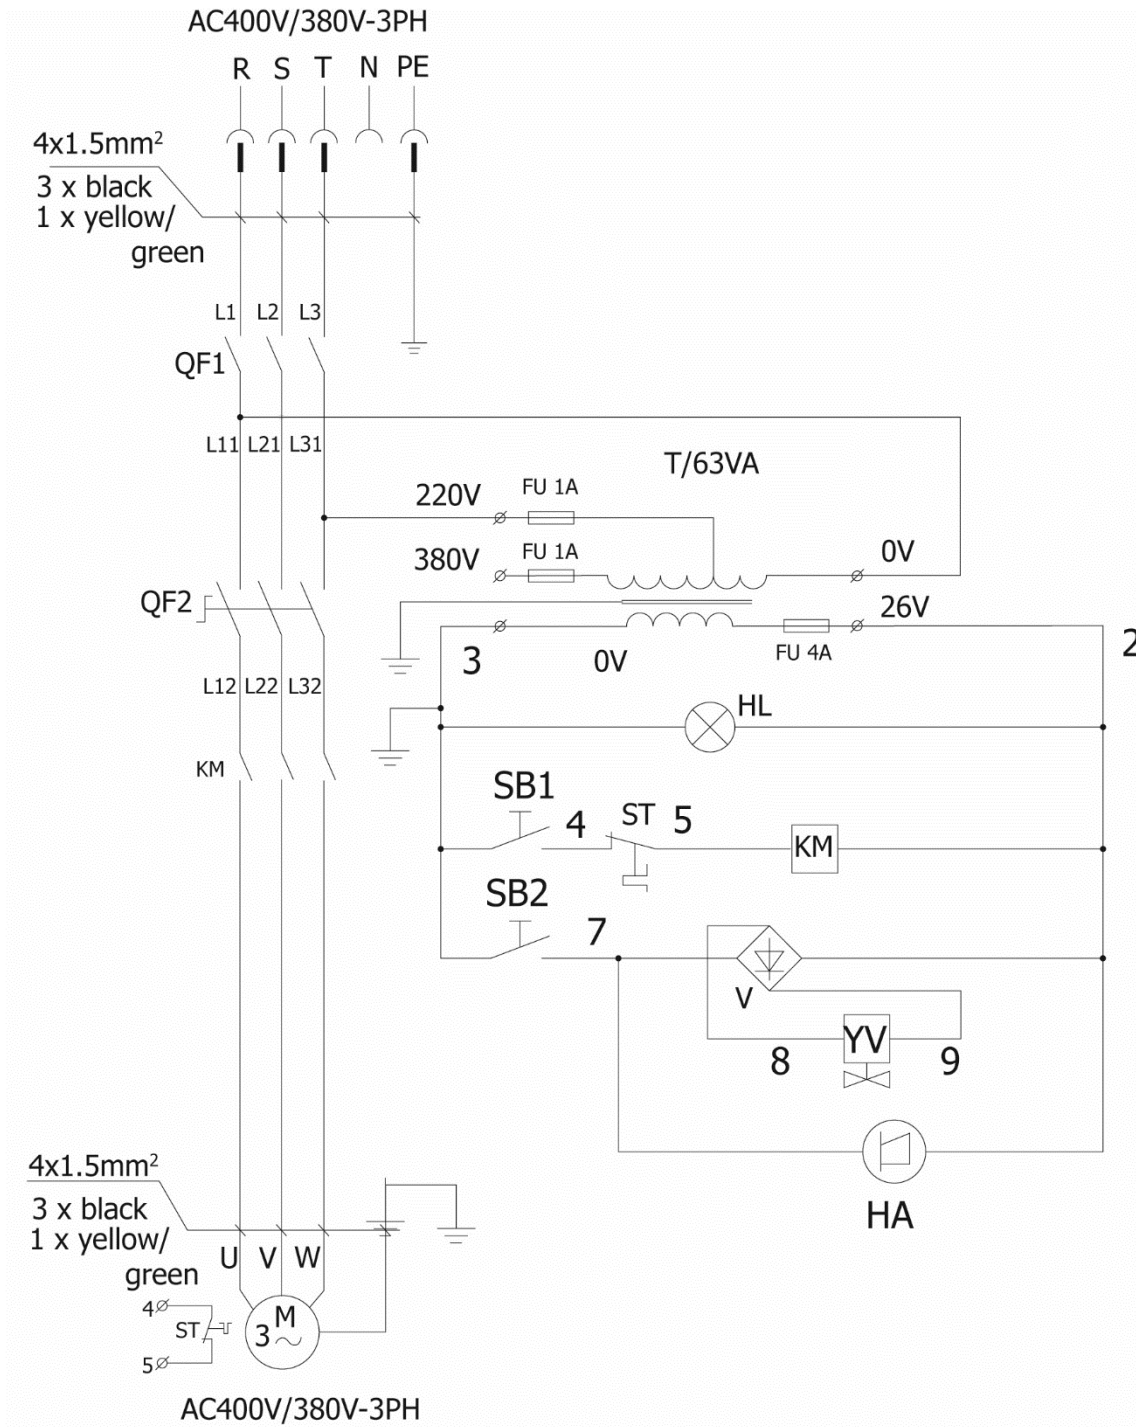 AC400V/380V-3PH
R S T N PE
4x1.5mm²
3 x black
1 x yellow/
green
L1 L2 L3
QF1
L11 L21 L31
T/63VA
220V
FU 1A
380V
FU 1A
0V
QF2
26V
3
0V
FU 4A
2
L12 L22 L32
HL
KM
SB1
4
ST
5
KM
SB2
7
V
YV
8
9
HA
4x1.5mm²
3 x black
1 x yellow/
green
U V W
4
ST
5
M
3
AC400V/380V-3PH